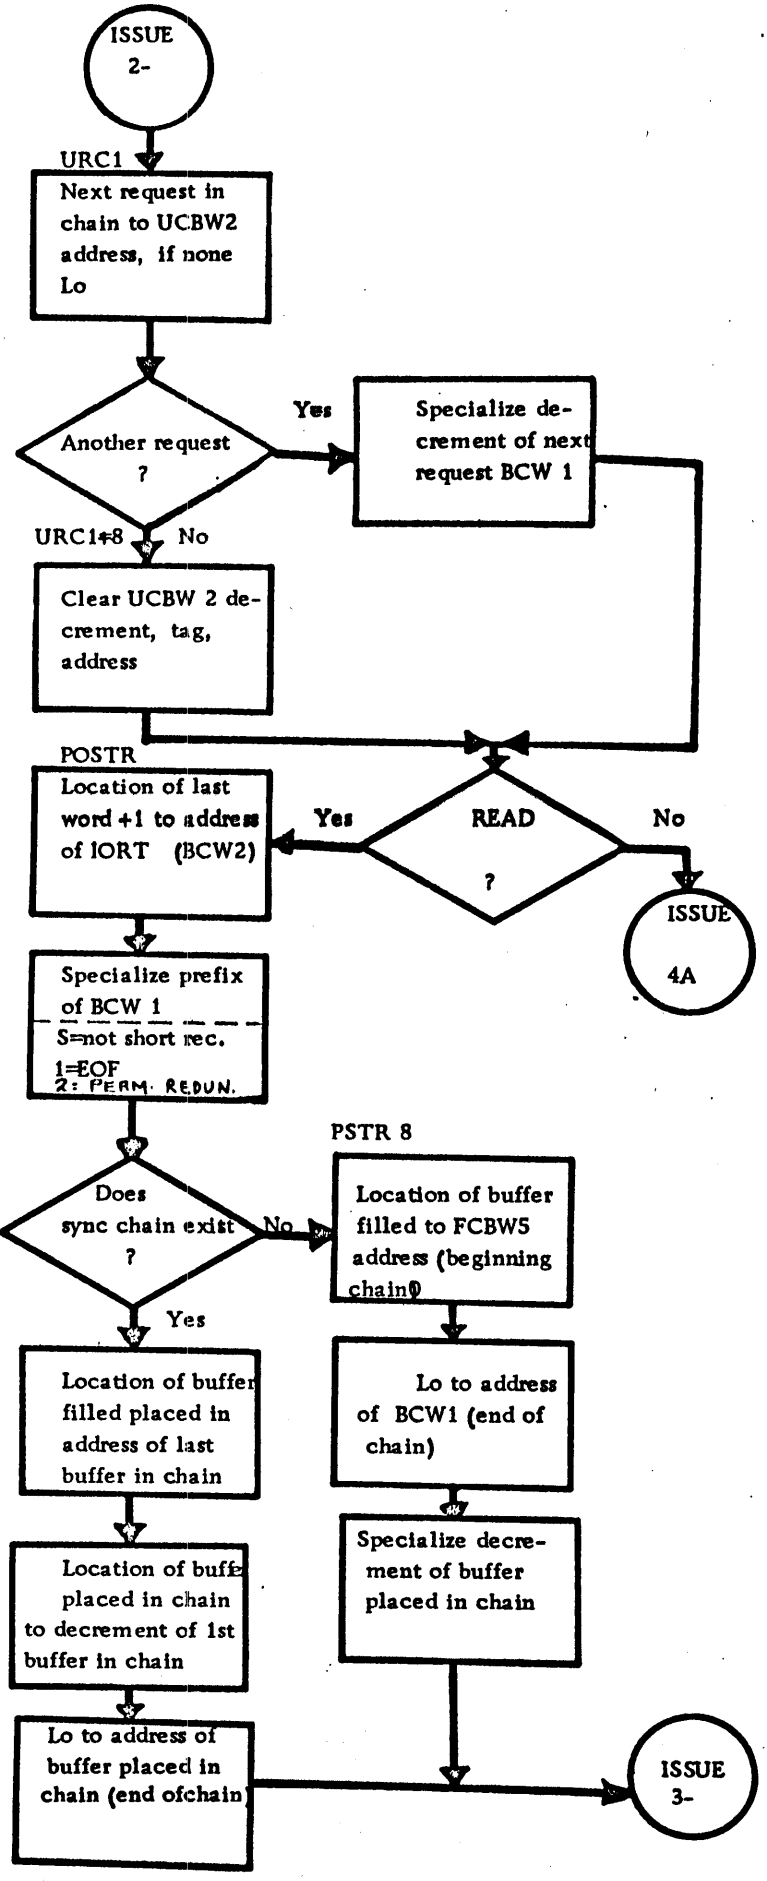 ISSUE
2-
URC1
Next request in
chain to UCBW2
address, if none
Lo
Another request
?
Yes
Specialize de-
crement of next
request BCW 1
URC1+8
No
Clear UCBW 2 de-
crement, tag,
address
POSTR
Location of last
word +1 to address
of IORT (BCW2)
Yes
READ
?
No
ISSUE
4A
Specialize prefix
of BCW 1
S=not short rec.
1=EOF
2: PERM. REDUN.
Does
sync chain exist
?
No
PSTR 8
Location of buffer
filled to FCBW5
address (beginning
chain)
Yes
Location of buffer
filled placed in
address of last
buffer in chain
Lo to address
of BCW1 (end of
chain)
Location of buffe
placed in chain
to decrement of 1st
buffer in chain
Specialize decre-
ment of buffer
placed in chain
Lo to address of
buffer placed in
chain (end ofchain)
ISSUE
3-